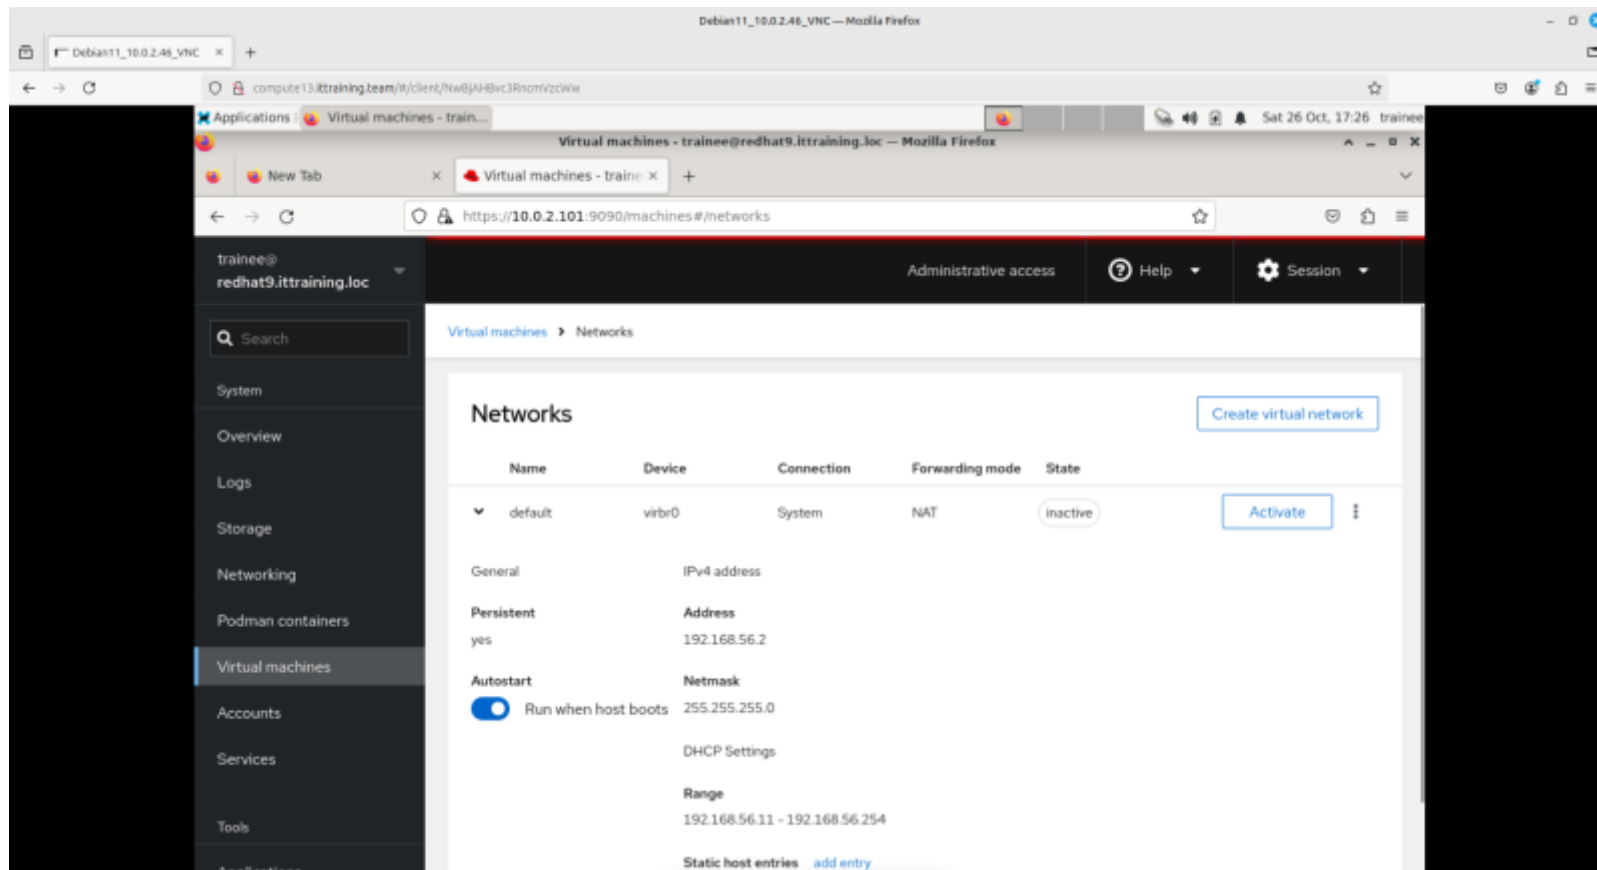 Debian11_10.0.2.46_VNC — Mozilla Firefox
Debian11_10.0.2.46_VNC × +
compute13.ittraining.team/#/client/
Applications Virtual machines - train... Sat 26 Oct, 17:26 trainee
Virtual machines - trainee@redhat9.ittraining.loc — Mozilla Firefox
New Tab × Virtual machines - traine × +
https://10.0.2.101:9090/machines#/networks
trainee@
redhat9.ittraining.loc
Administrative access Help Session
Search
Virtual machines Networks
System
Networks Create virtual network
Overview
Name Device Connection Forwarding mode State
Logs
default virbr0 System NAT inactive Activate
Storage
Networking
General IPv4 address
Podman containers
Persistent Address
yes 192.168.56.2
Virtual machines
Autostart Netmask
Run when host boots 255.255.255.0
Accounts
DHCP Settings
Services
Range
192.168.56.11 - 192.168.56.254
Tools
Static host entries add entry